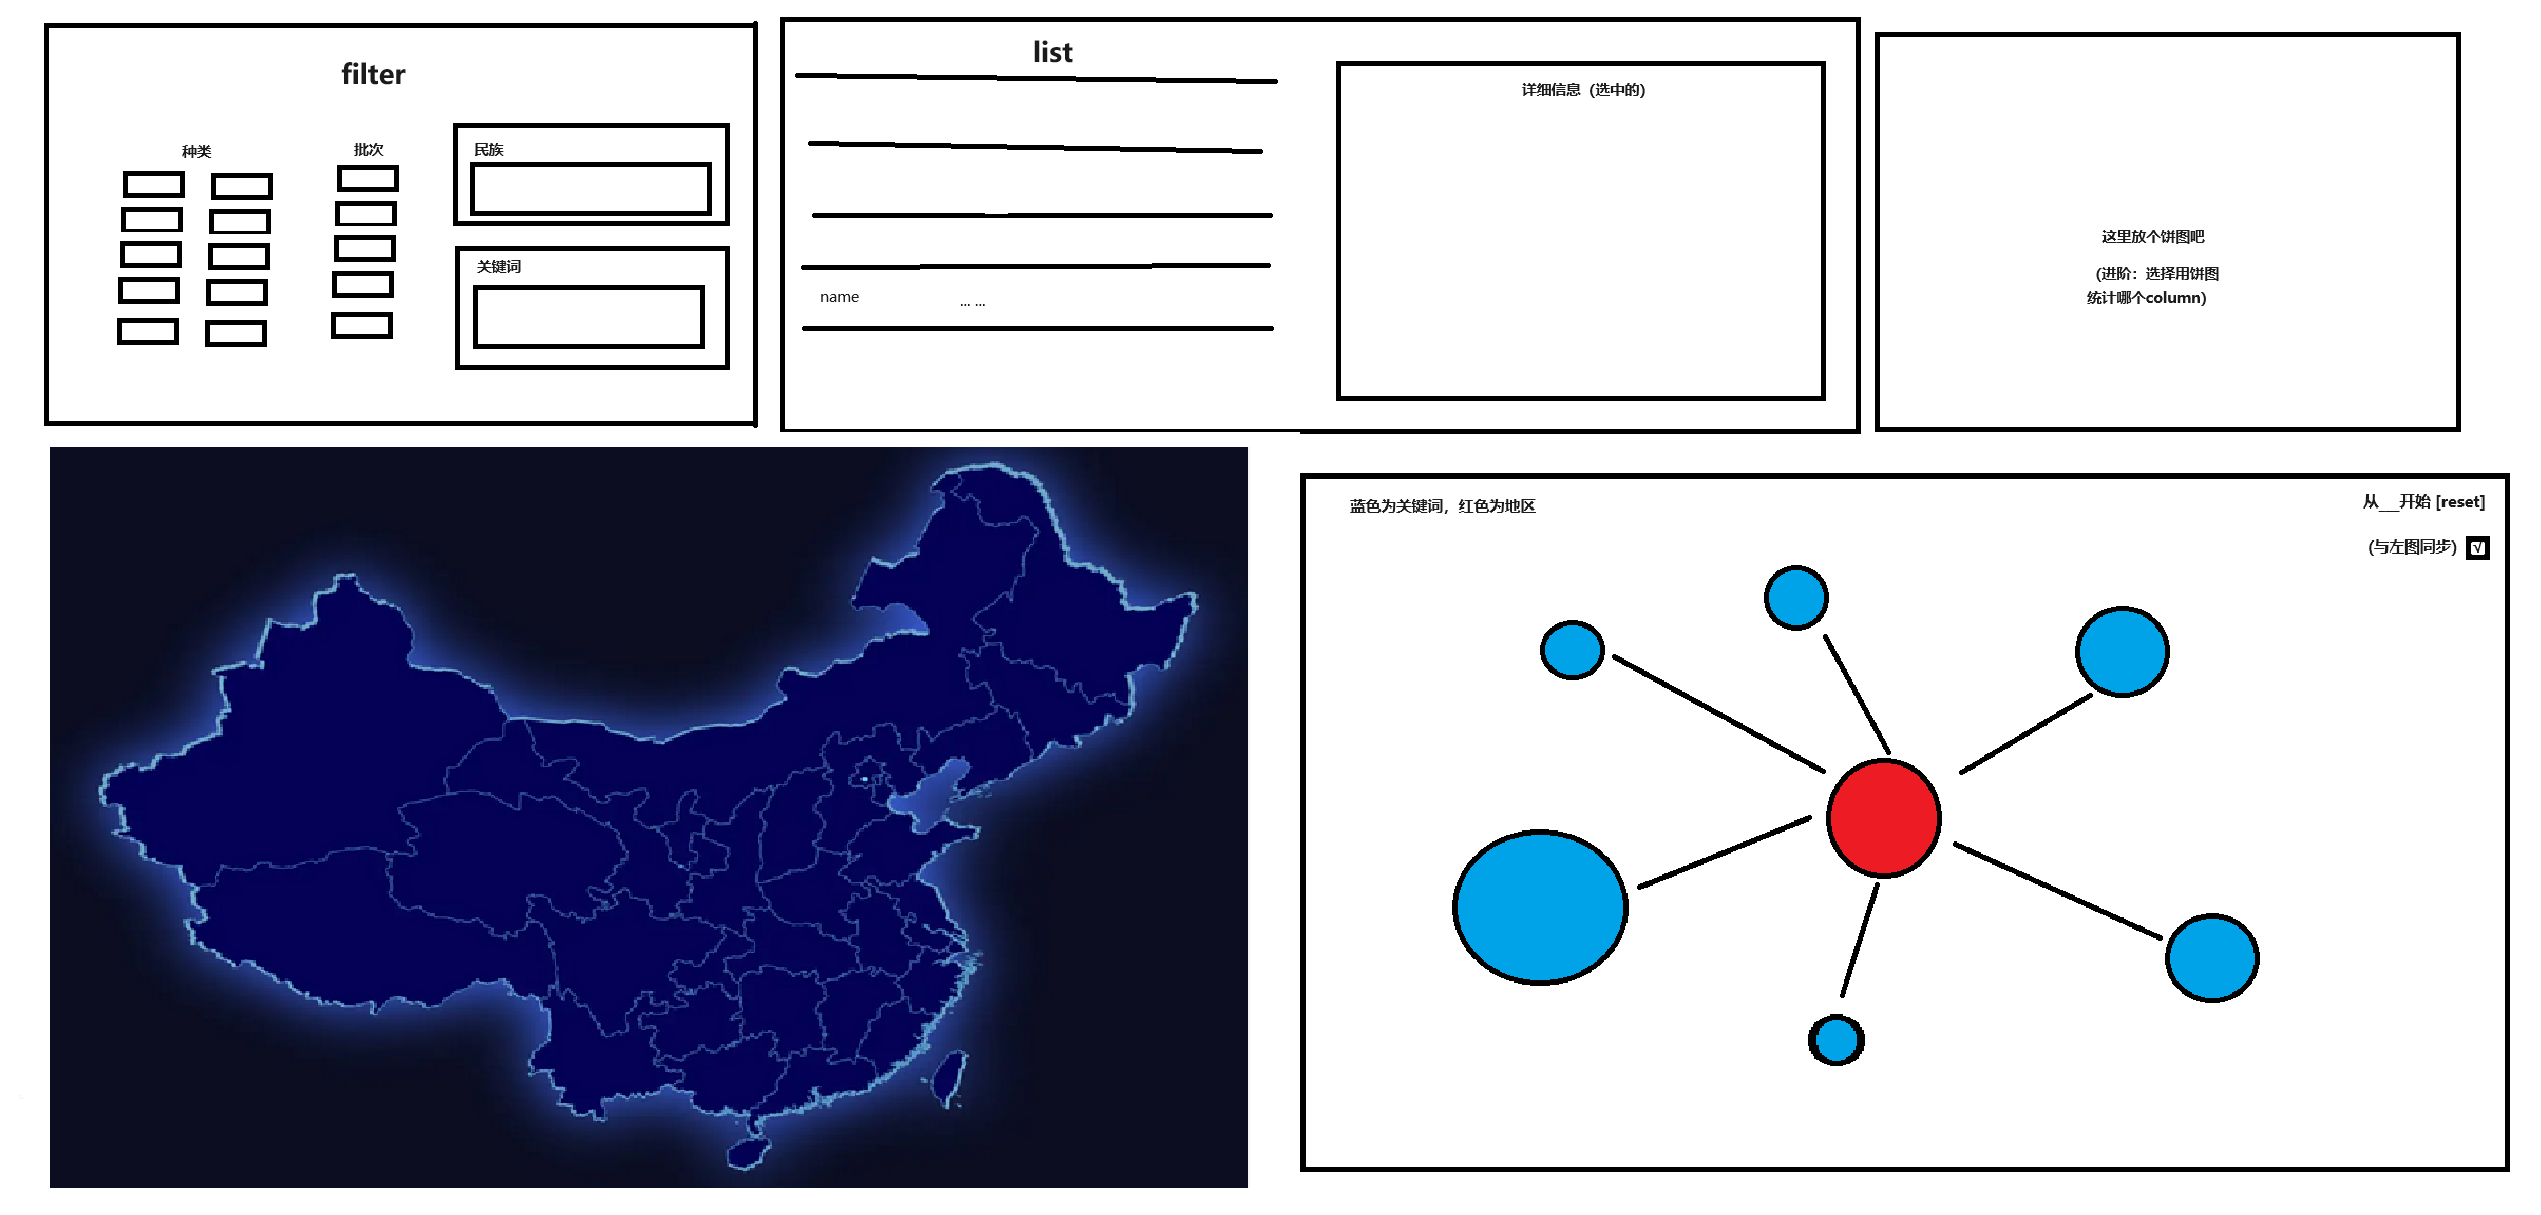 filter
种类
批次
民族
关键词
list
name
... ...
详细信息（选中的）
这里放个饼图吧
（进阶：选择用饼图
统计哪个column）
蓝色为关键词，红色为地区
从__开始 [reset]
（与左图同步） √